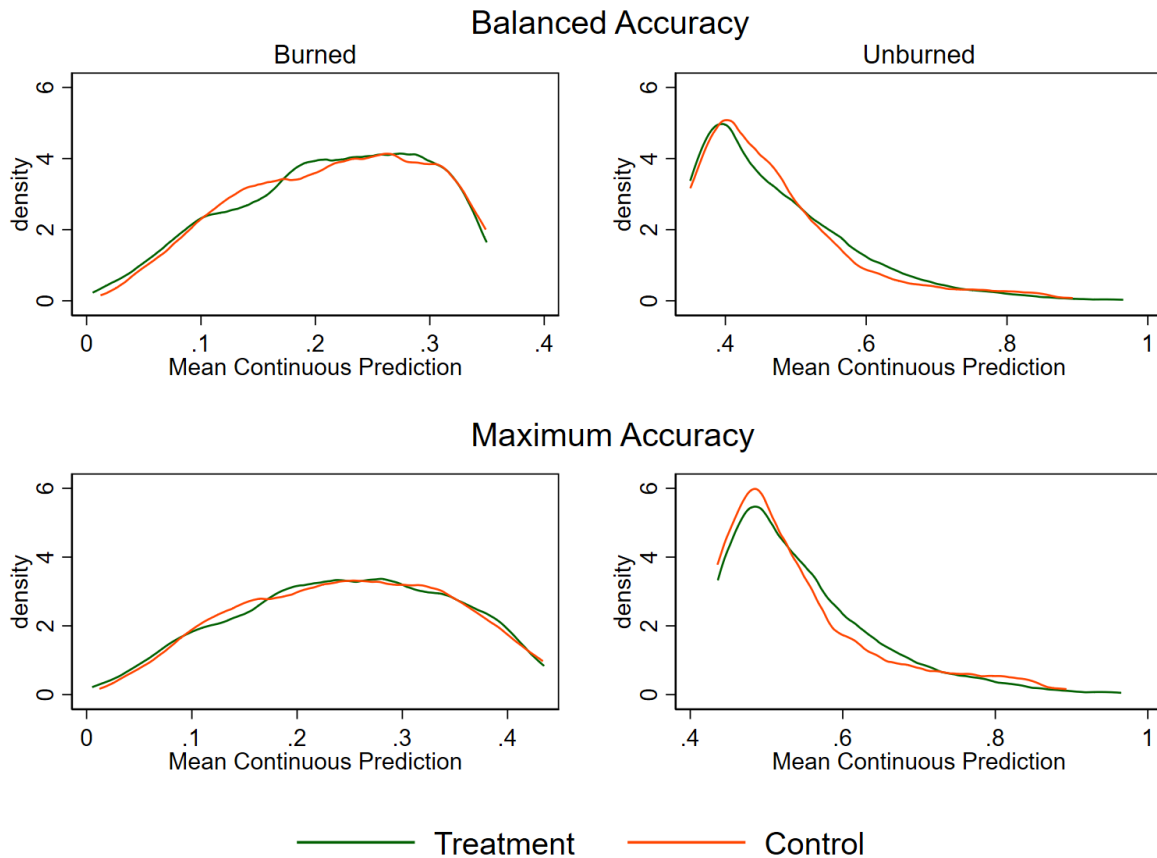 Balanced Accuracy
Burned
Unburned
density
0 2 4 6
0 .1 .2 .3 .4
Mean Continuous Prediction
density
0 2 4 6
.4 .6 .8 1
Mean Continuous Prediction
Maximum Accuracy
density
0 2 4 6
0 .1 .2 .3 .4
Mean Continuous Prediction
density
0 2 4 6
.4 .6 .8 1
Mean Continuous Prediction
Treatment Control